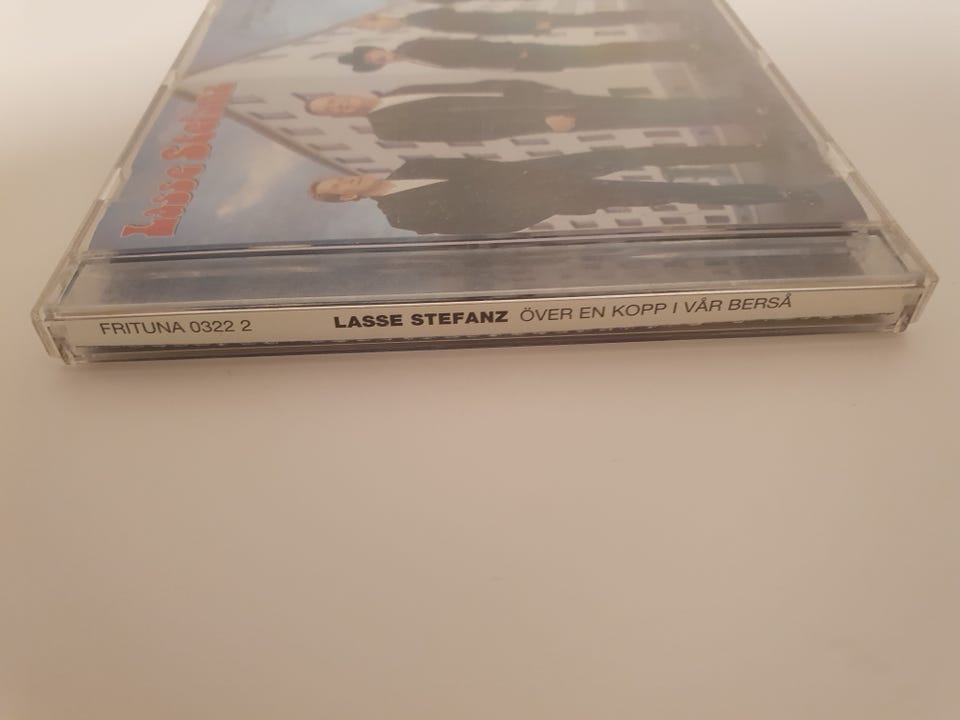 Lasse Stefanz
FRITUNA 0322 2 LASSE STEFANZ ÖVER EN KOPP I VÅR BERSÅ